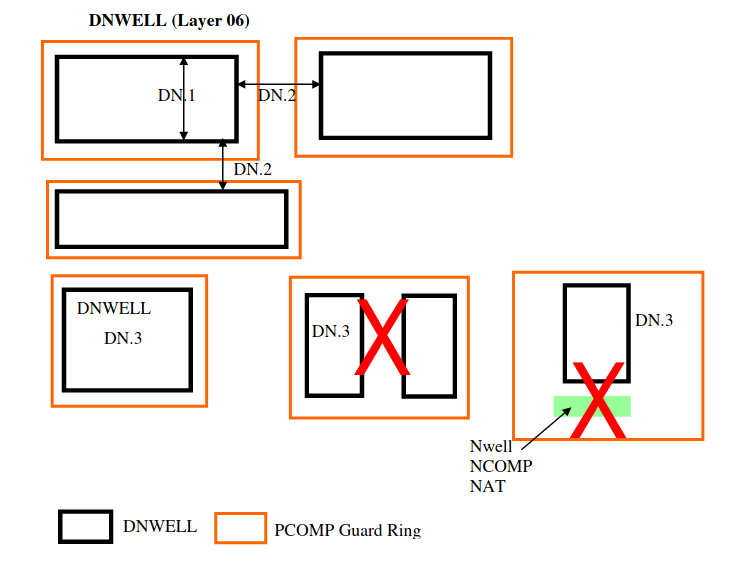 DNWELL (Layer 06)
DN.1
DN.2
DN.2
DNWELL
DN.3
DN.3
DN.3
Nwell
NCOMP
NAT
DNWELL
PCOMP Guard Ring